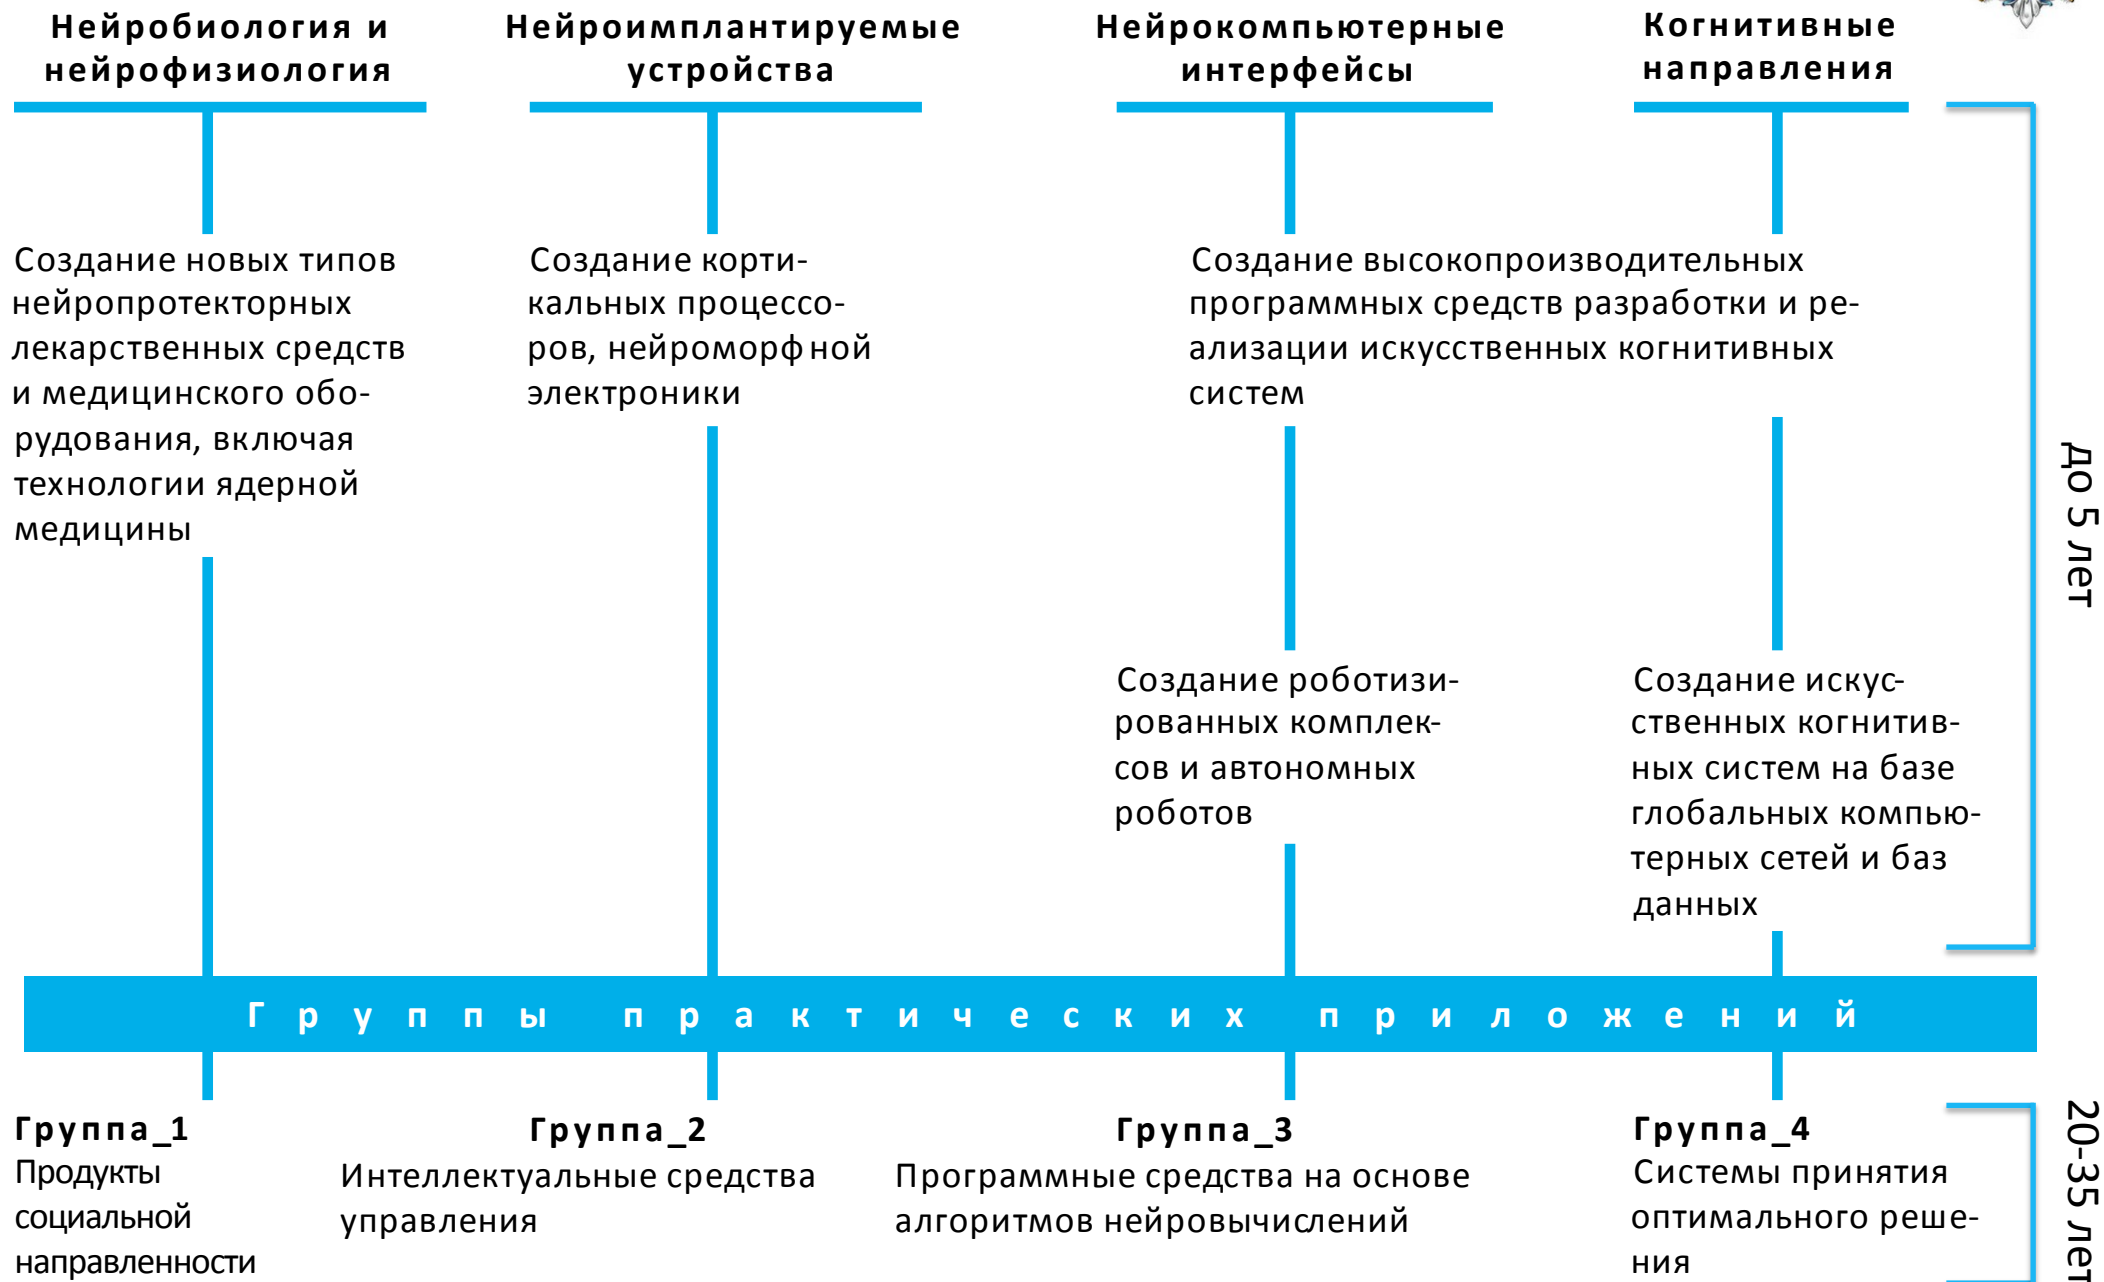 Нейробиология и
нейрофизиология
Нейроимплантируемые
устройства
Нейрокомпьютерные
интерфейсы
Когнитивные
направления
Создание новых типов
нейропротекторных
лекарственных средств
и медицинского обо-
рудования, включая
технологии ядерной
медицины
Создание корти-
кальных процессо-
ров, нейроморфной
электроники
Создание высокопроизводительных
программных средств разработки и ре-
ализации искусственных когнитивных
систем
Создание роботизи-
рованных комплек-
сов и автономных
роботов
Создание искус-
ственных когнитив-
ных систем на базе
глобальных компью-
терных сетей и баз
данных
до 5 лет
Группы практических приложений
Группа_1
Продукты
социальной
направленности
Группа_2
Интеллектуальные средства
управления
Группа_3
Программные средства на основе
алгоритмов нейровычислений
Группа_4
Системы принятия
оптимального реше-
ния
20-35 лет